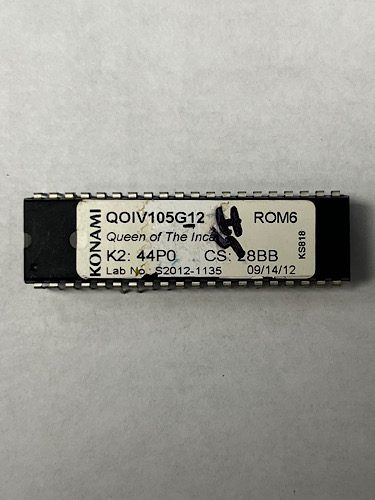 KONAMI
QOIV105G12 ROM6
Queen of The Inca
K2: 44P0 CS: 28BB
Lab No.: S2012-1135 09/14/12
KS818